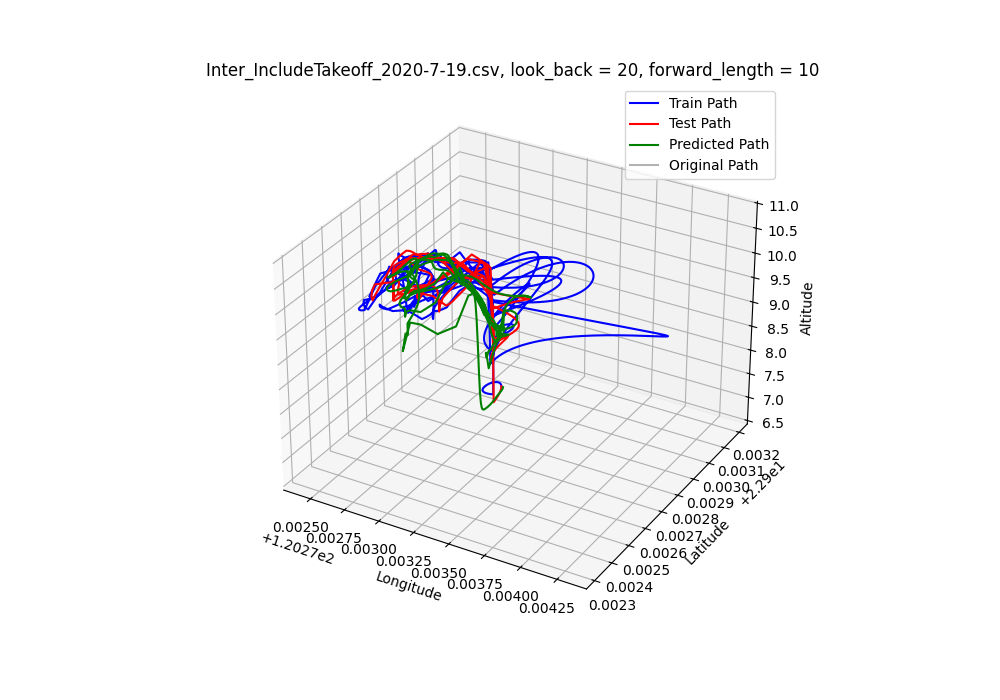 Inter_IncludeTakeoff_2020-7-19.csv, look_back = 20, forward_length = 10
Train Path
Test Path
Predicted Path
Original Path
11.0
10.5
10.0
9.5
9.0
8.5
8.0
7.5
7.0
6.5
Altitude
0.0032
0.0031
0.0030
0.0029
0.0028
0.0027
0.0026
0.0025
0.0024
0.0023
+2.29e1
Latitude
0.00250
0.00275
0.00300
0.00325
0.00350
0.00375
0.00400
0.00425
+1.2027e2
Longitude